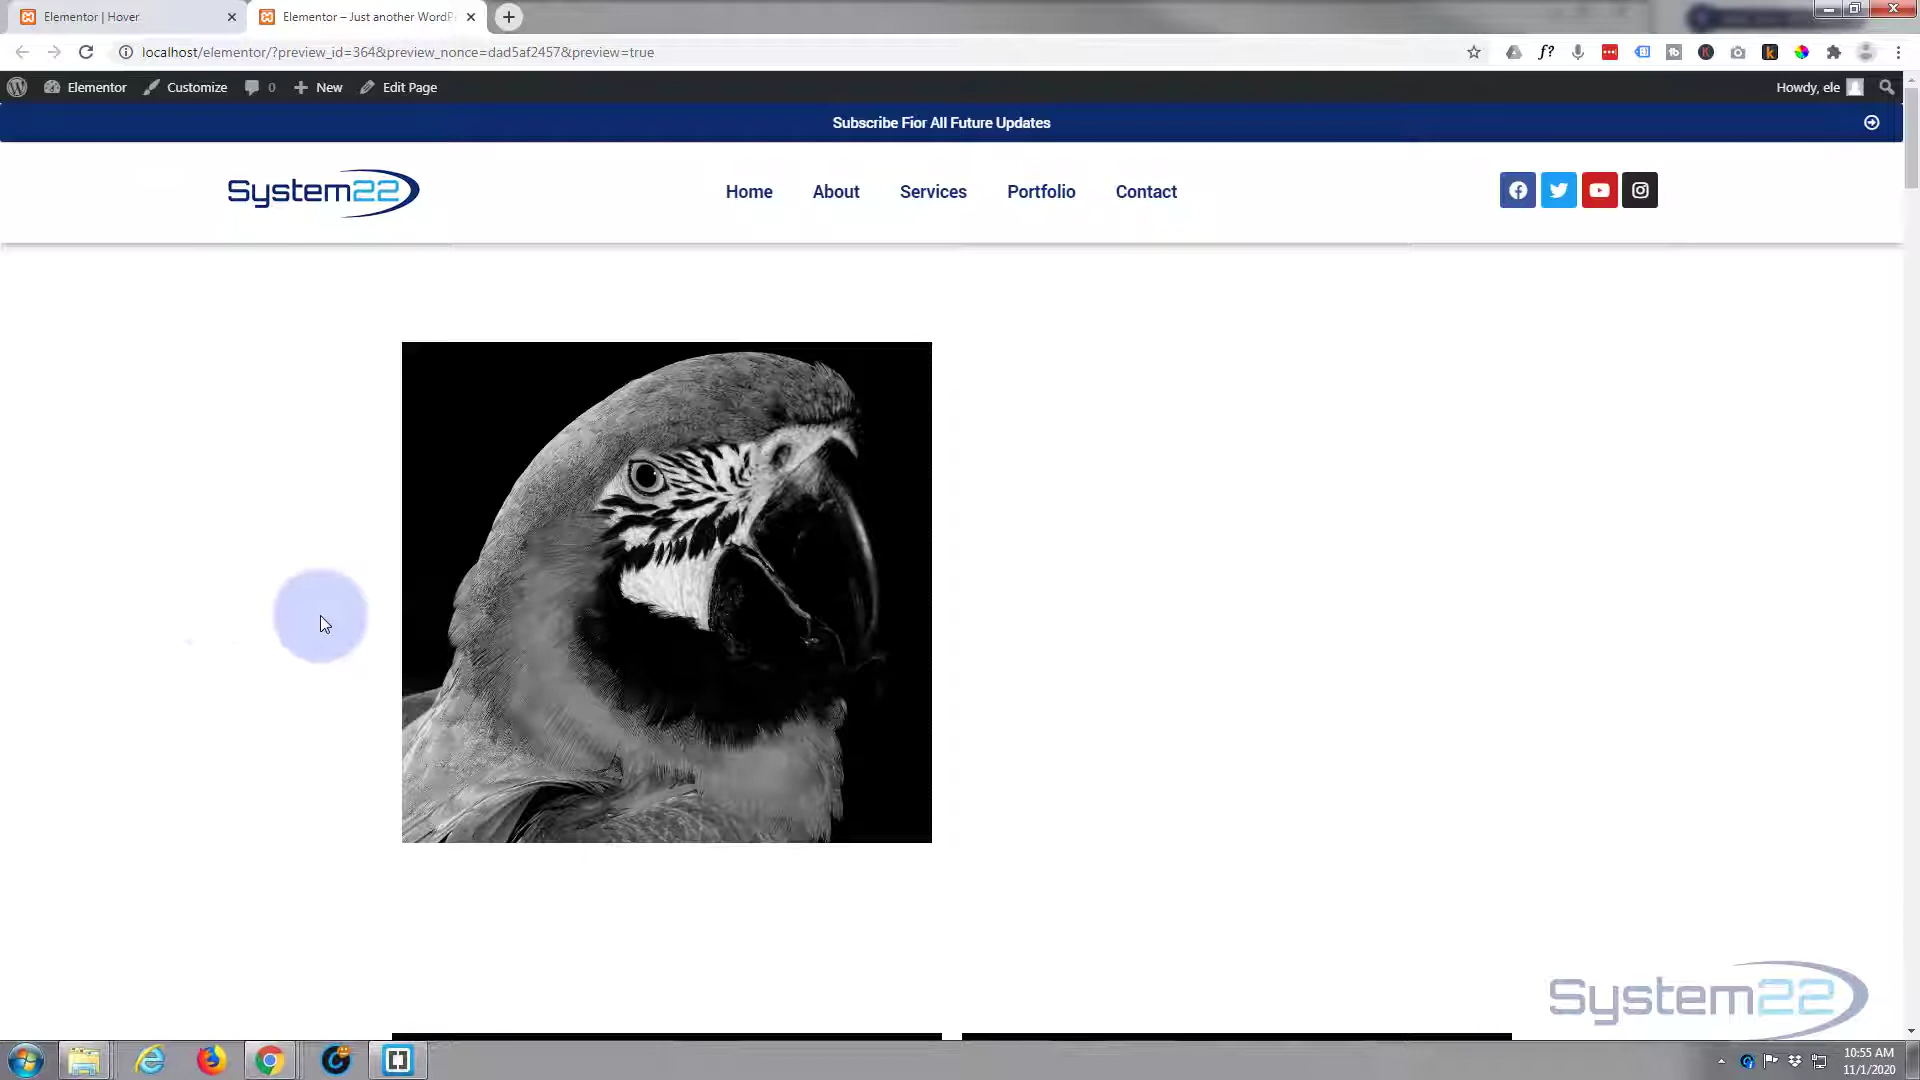 Elementor | Hover
Elementor – Just another WordP
localhost/elementor/?preview_id=364&preview_nonce=dad5af2457&preview=true
Elementor
Customize
0
New
Edit Page
Howdy, ele
Subscribe Fior All Future Updates
System22
Home
About
Services
Portfolio
Contact
System22
10:55 AM
11/1/2020